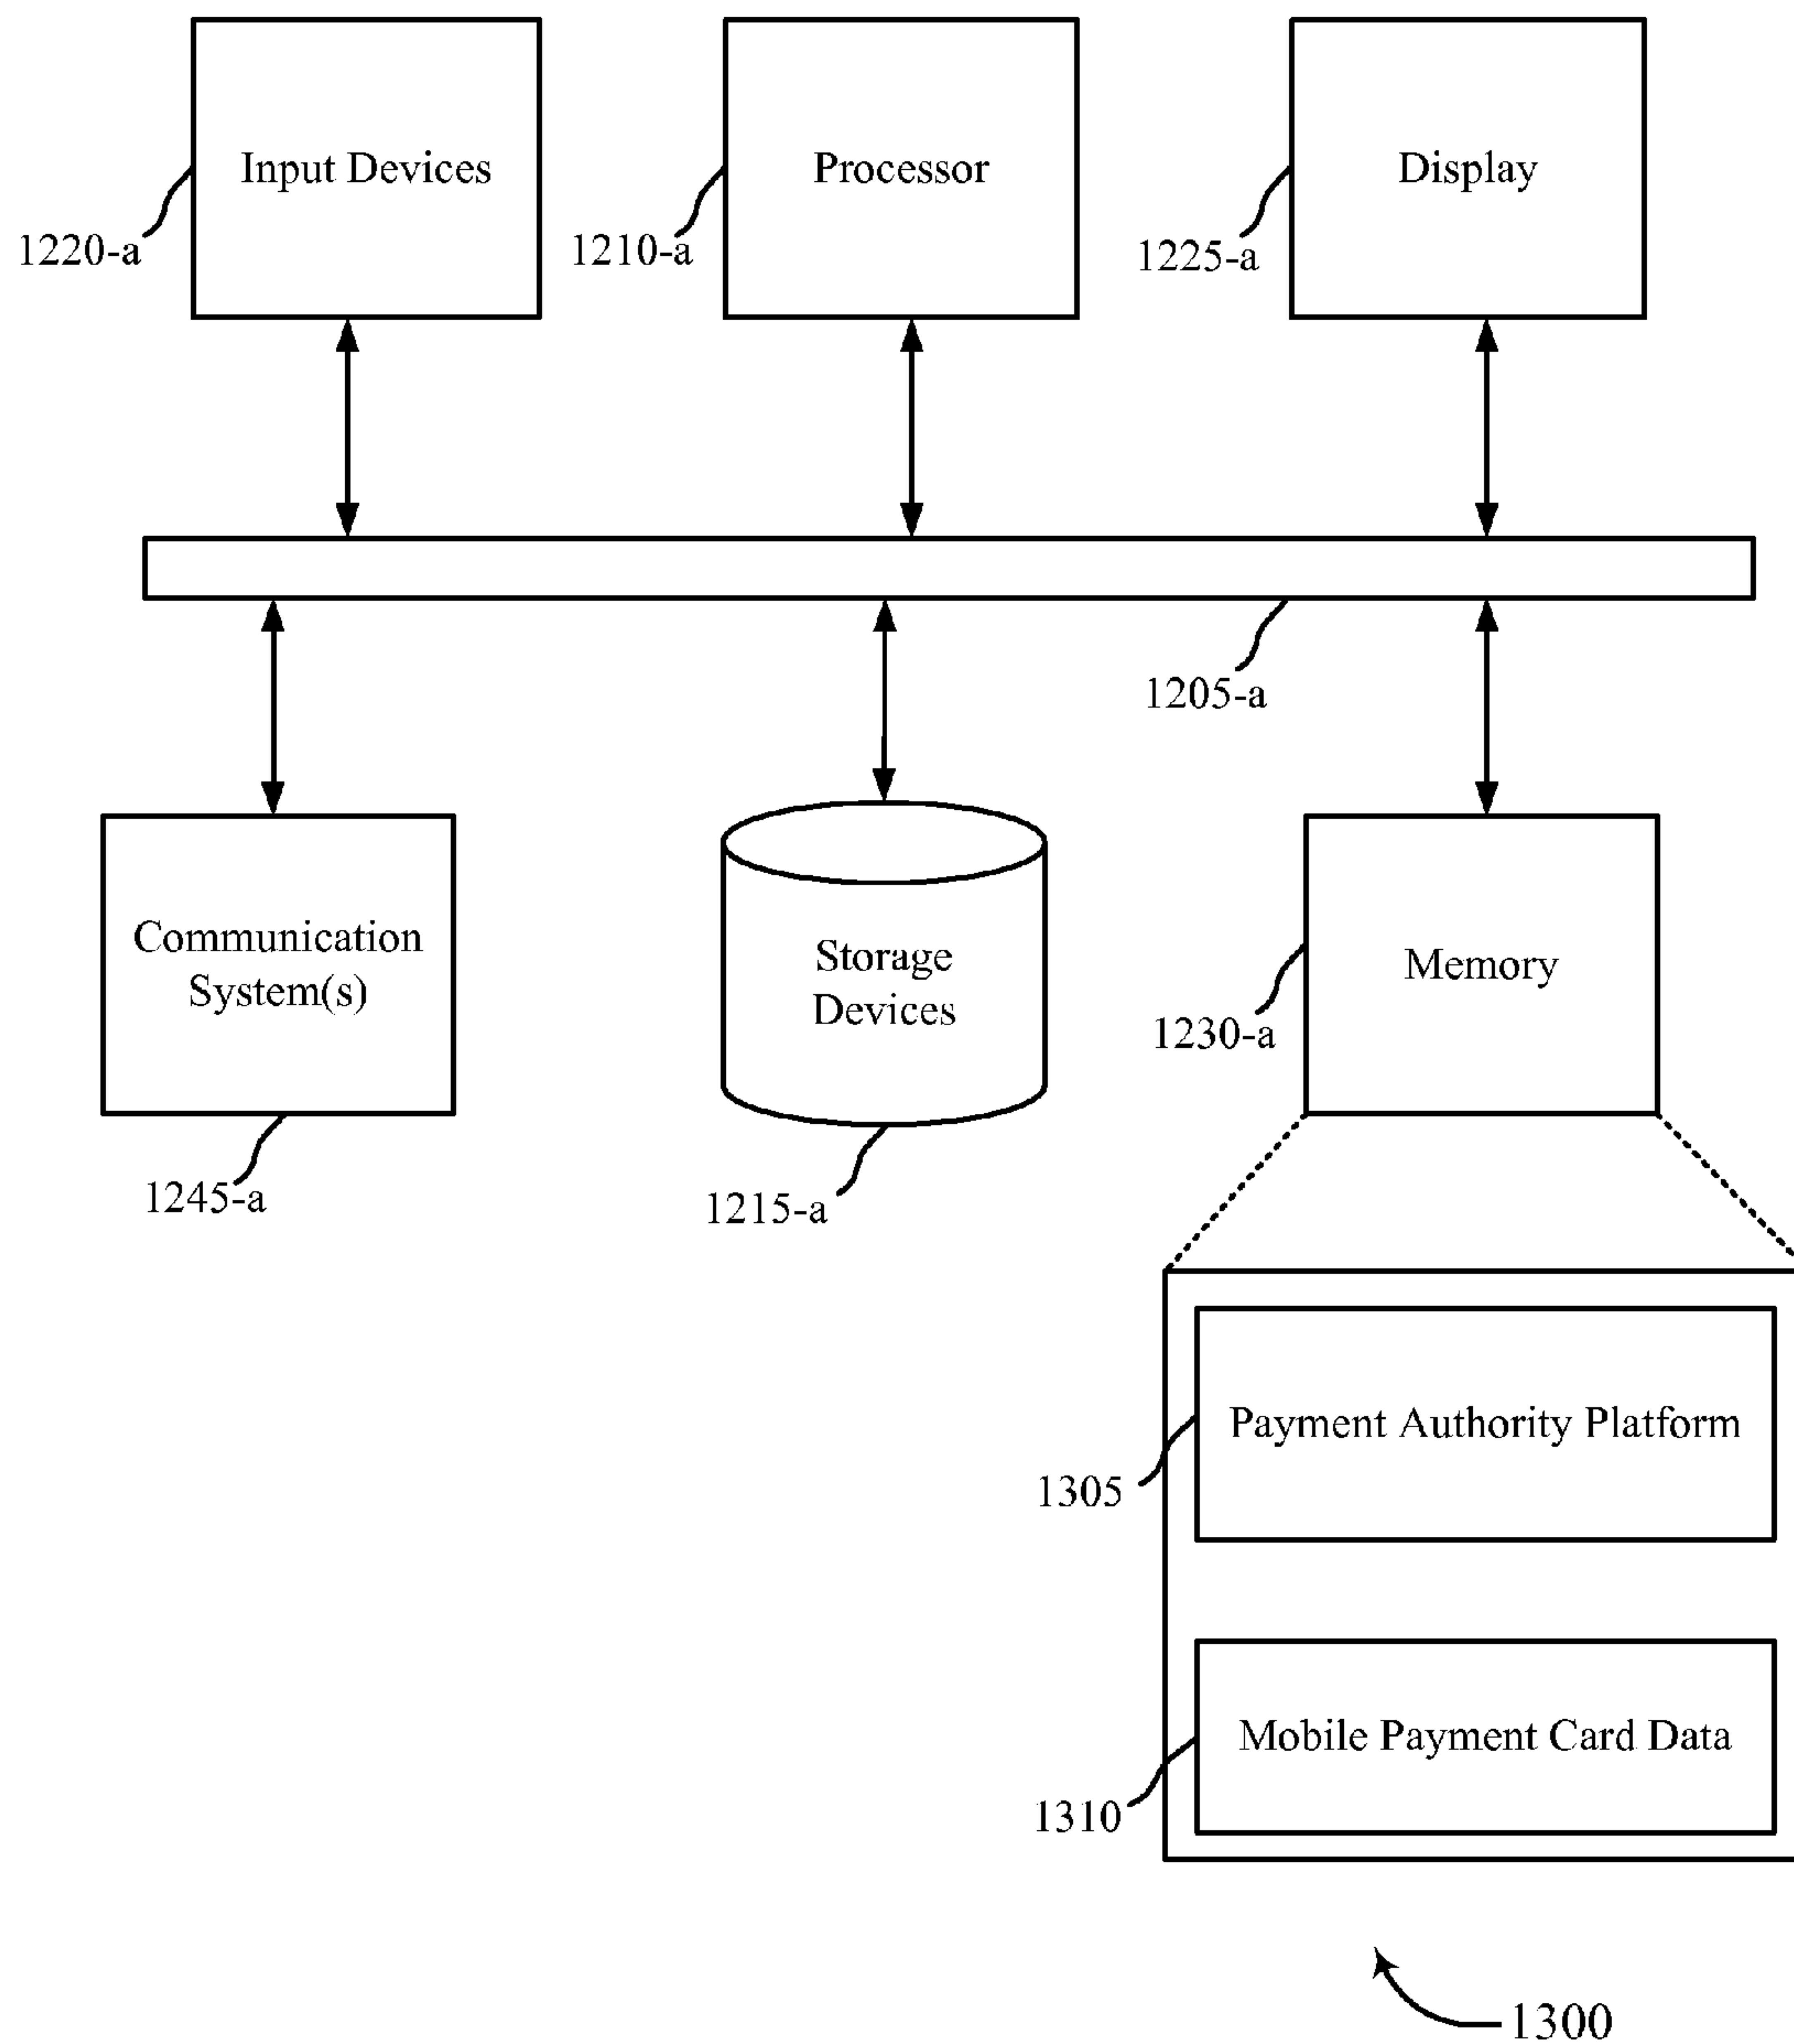 Input Devices
Processor
Display
1220-a
1210-a
1225-a
1205-a
Communication
System(s)
Storage
Devices
Memory
1230-a
1245-a
1215-a
Payment Authority Platform
1305
Mobile Payment Card Data
1310
1300